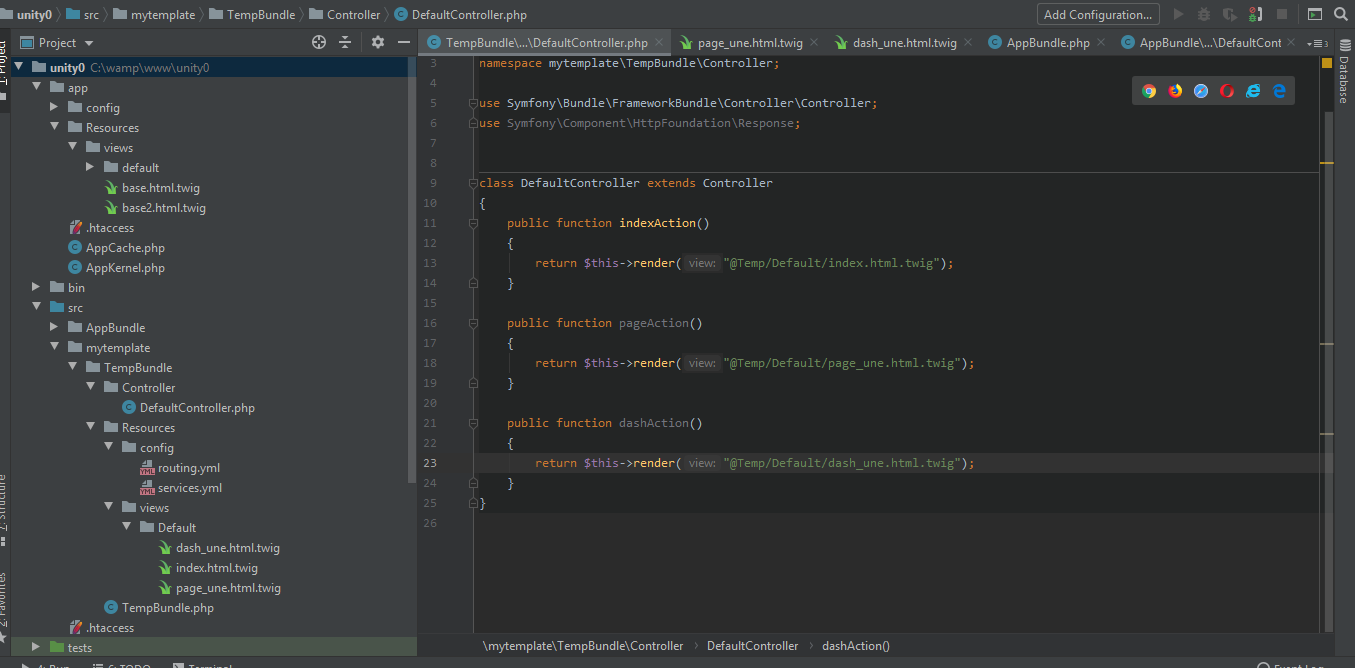 unity0 src mytemplate TempBundle Controller DefaultController.php Add Configuration...
Project TempBundle\...\DefaultController.php page_une.html.twig dash_une.html.twig AppBundle.php AppBundle\...\DefaultCont
1: Project
unity0 C:\wamp\www\unity0
app
config
Resources
views
default
base.html.twig
base2.html.twig
.htaccess
AppCache.php
AppKernel.php
bin
src
AppBundle
mytemplate
TempBundle
Controller
DefaultController.php
Resources
config
routing.yml
services.yml
views
Default
dash_une.html.twig
index.html.twig
page_une.html.twig
TempBundle.php
.htaccess
tests
7: Structure
2: Favorites
3 namespace mytemplate\TempBundle\Controller;
4
5 use Symfony\Bundle\FrameworkBundle\Controller\Controller;
6 use Symfony\Component\HttpFoundation\Response;
7
8
9 class DefaultController extends Controller
10 {
11 public function indexAction()
12 {
13 return $this->render( view: "@Temp/Default/index.html.twig");
14 }
15
16 public function pageAction()
17 {
18 return $this->render( view: "@Temp/Default/page_une.html.twig");
19 }
20
21 public function dashAction()
22 {
23 return $this->render( view: "@Temp/Default/dash_une.html.twig");
24 }
25 }
26
Database
\mytemplate\TempBundle\Controller DefaultController dashAction()
4: Run 6: TODO Terminal Event Log